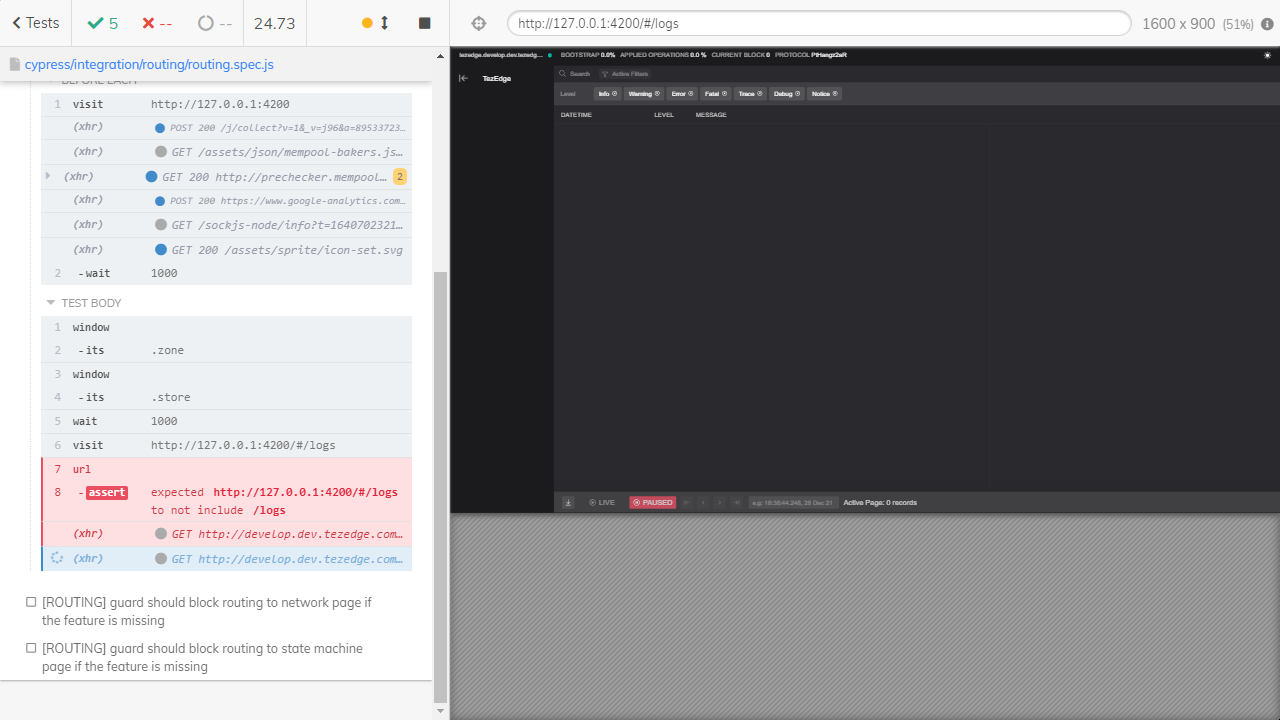 Tests
5
--
--
24.73
http://127.0.0.1:4200/#/logs
1600 x 900 (51%)
cypress/integration/routing/routing.spec.js
BEFORE EACH
1 visit http://127.0.0.1:4200
(xhr) POST 200 /j/collect?v=1&_v=j96&a=89533723...
(xhr) GET /assets/json/mempool-bakers.js...
(xhr) GET 200 http://prechecker.mempool... 2
(xhr) POST 200 https://www.google-analytics.com...
(xhr) GET /sockjs-node/info?t=1640702321...
(xhr) GET 200 /assets/sprite/icon-set.svg
2 -wait 1000
TEST BODY
1 window
2 -its .zone
3 window
4 -its .store
5 wait 1000
6 visit http://127.0.0.1:4200/#/logs
7 url
8 -assert expected http://127.0.0.1:4200/#/logs
to not include /logs
(xhr) GET http://develop.dev.tezedge.com...
(xhr) GET http://develop.dev.tezedge.com...
[ROUTING] guard should block routing to network page if
the feature is missing
[ROUTING] guard should block routing to state machine
page if the feature is missing
tezedge.develop.dev.tezedg... BOOTSTRAP 0.0% APPLIED OPERATIONS 0.0 % CURRENT BLOCK 0 PROTOCOL PtHangz2aR
TezEdge
Search Active Filters
Level Info Warning Error Fatal Trace Debug Notice
DATETIME LEVEL MESSAGE
LIVE PAUSED e.g: 16:38:44.248, 28 Dec 21 Active Page: 0 records